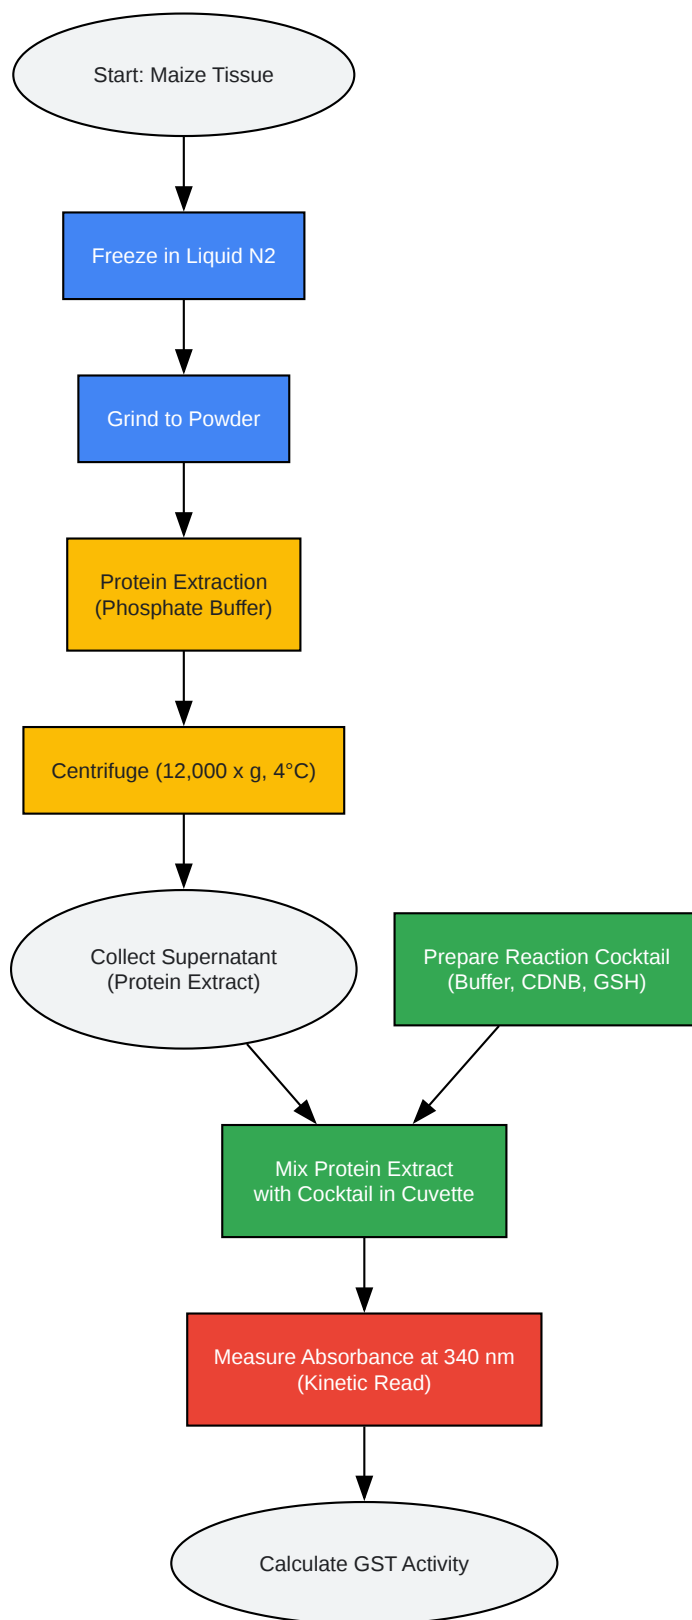 Start: Maize Tissue
Freeze in Liquid N2
Grind to Powder
Protein Extraction
(Phosphate Buffer)
Centrifuge (12,000 x g, 4°C)
Collect Supernatant
(Protein Extract)
Prepare Reaction Cocktail
(Buffer, CDNB, GSH)
Mix Protein Extract
with Cocktail in Cuvette
Measure Absorbance at 340 nm
(Kinetic Read)
Calculate GST Activity